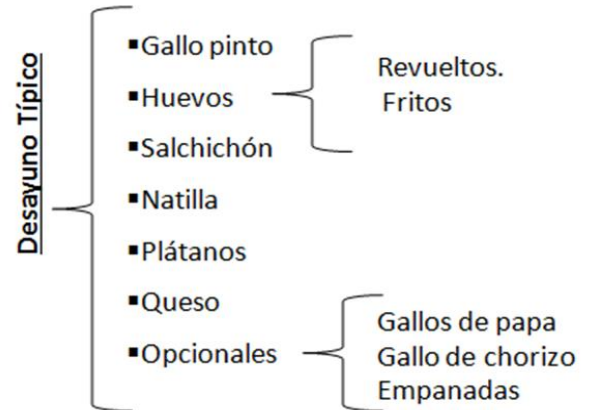 Desayuno Típico
▪Gallo pinto
▪Huevos
Revueltos.
Fritos
▪Salchichón
▪Natilla
▪Plátanos
▪Queso
▪Opcionales
Gallos de papa
Gallo de chorizo
Empanadas